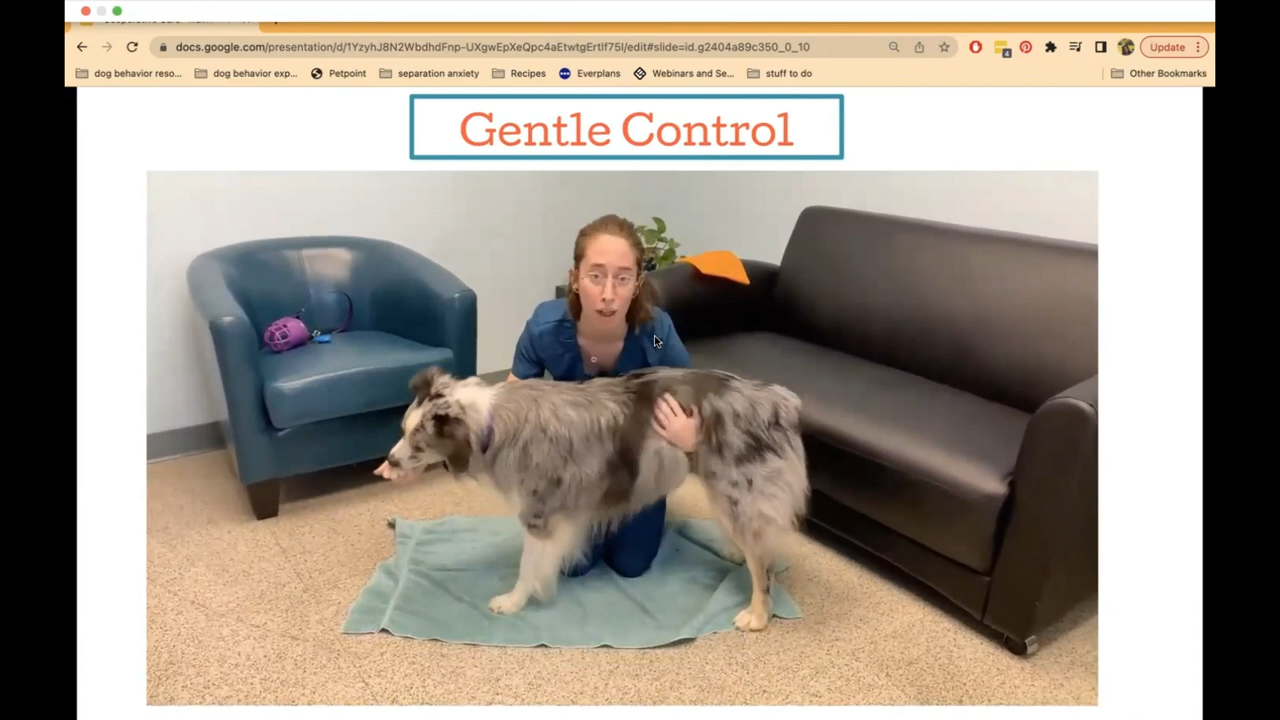 docs.google.com/presentation/d/1YzyhJ8N2WbdhdFnp-UXgwEpXeQpc4aEtwtgErtlf75I/edit#slide=id.g2404a89c350_0_10
4
Update
dog behavior reso...
dog behavior exp...
Petpoint
separation anxiety
Recipes
Everplans
Webinars and Se...
stuff to do
Other Bookmarks
Gentle Control